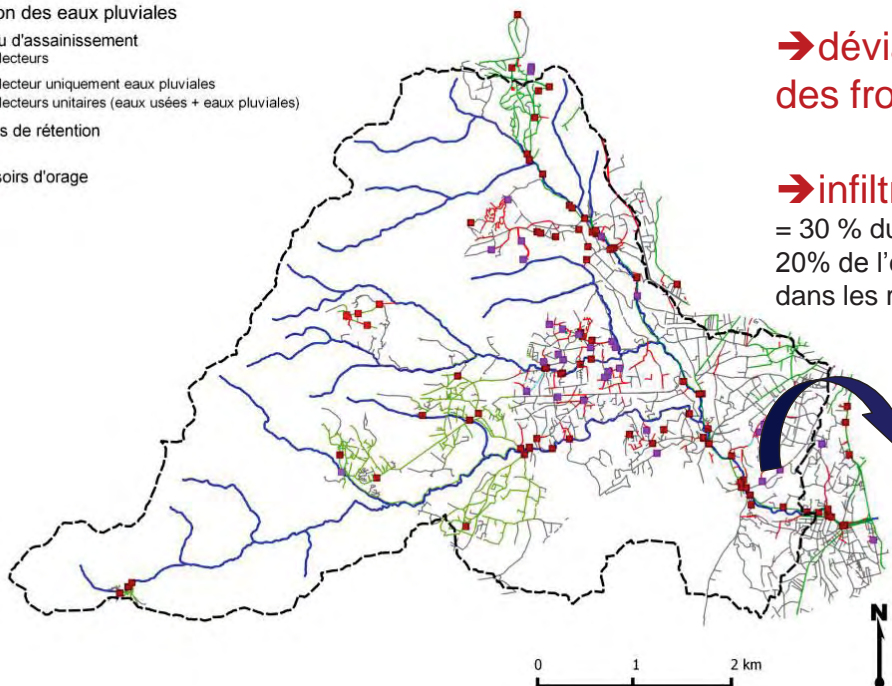 on des eaux pluviales
u d'assainissement
lecteurs
lecteur uniquement eaux pluviales
lecteurs unitaires (eaux usées + eaux pluviales)
s de rétention
soirs d'orage
➔dévi
des fro
➔infilt
= 30 % du
20% de l'
dans les
N
0 1 2 km